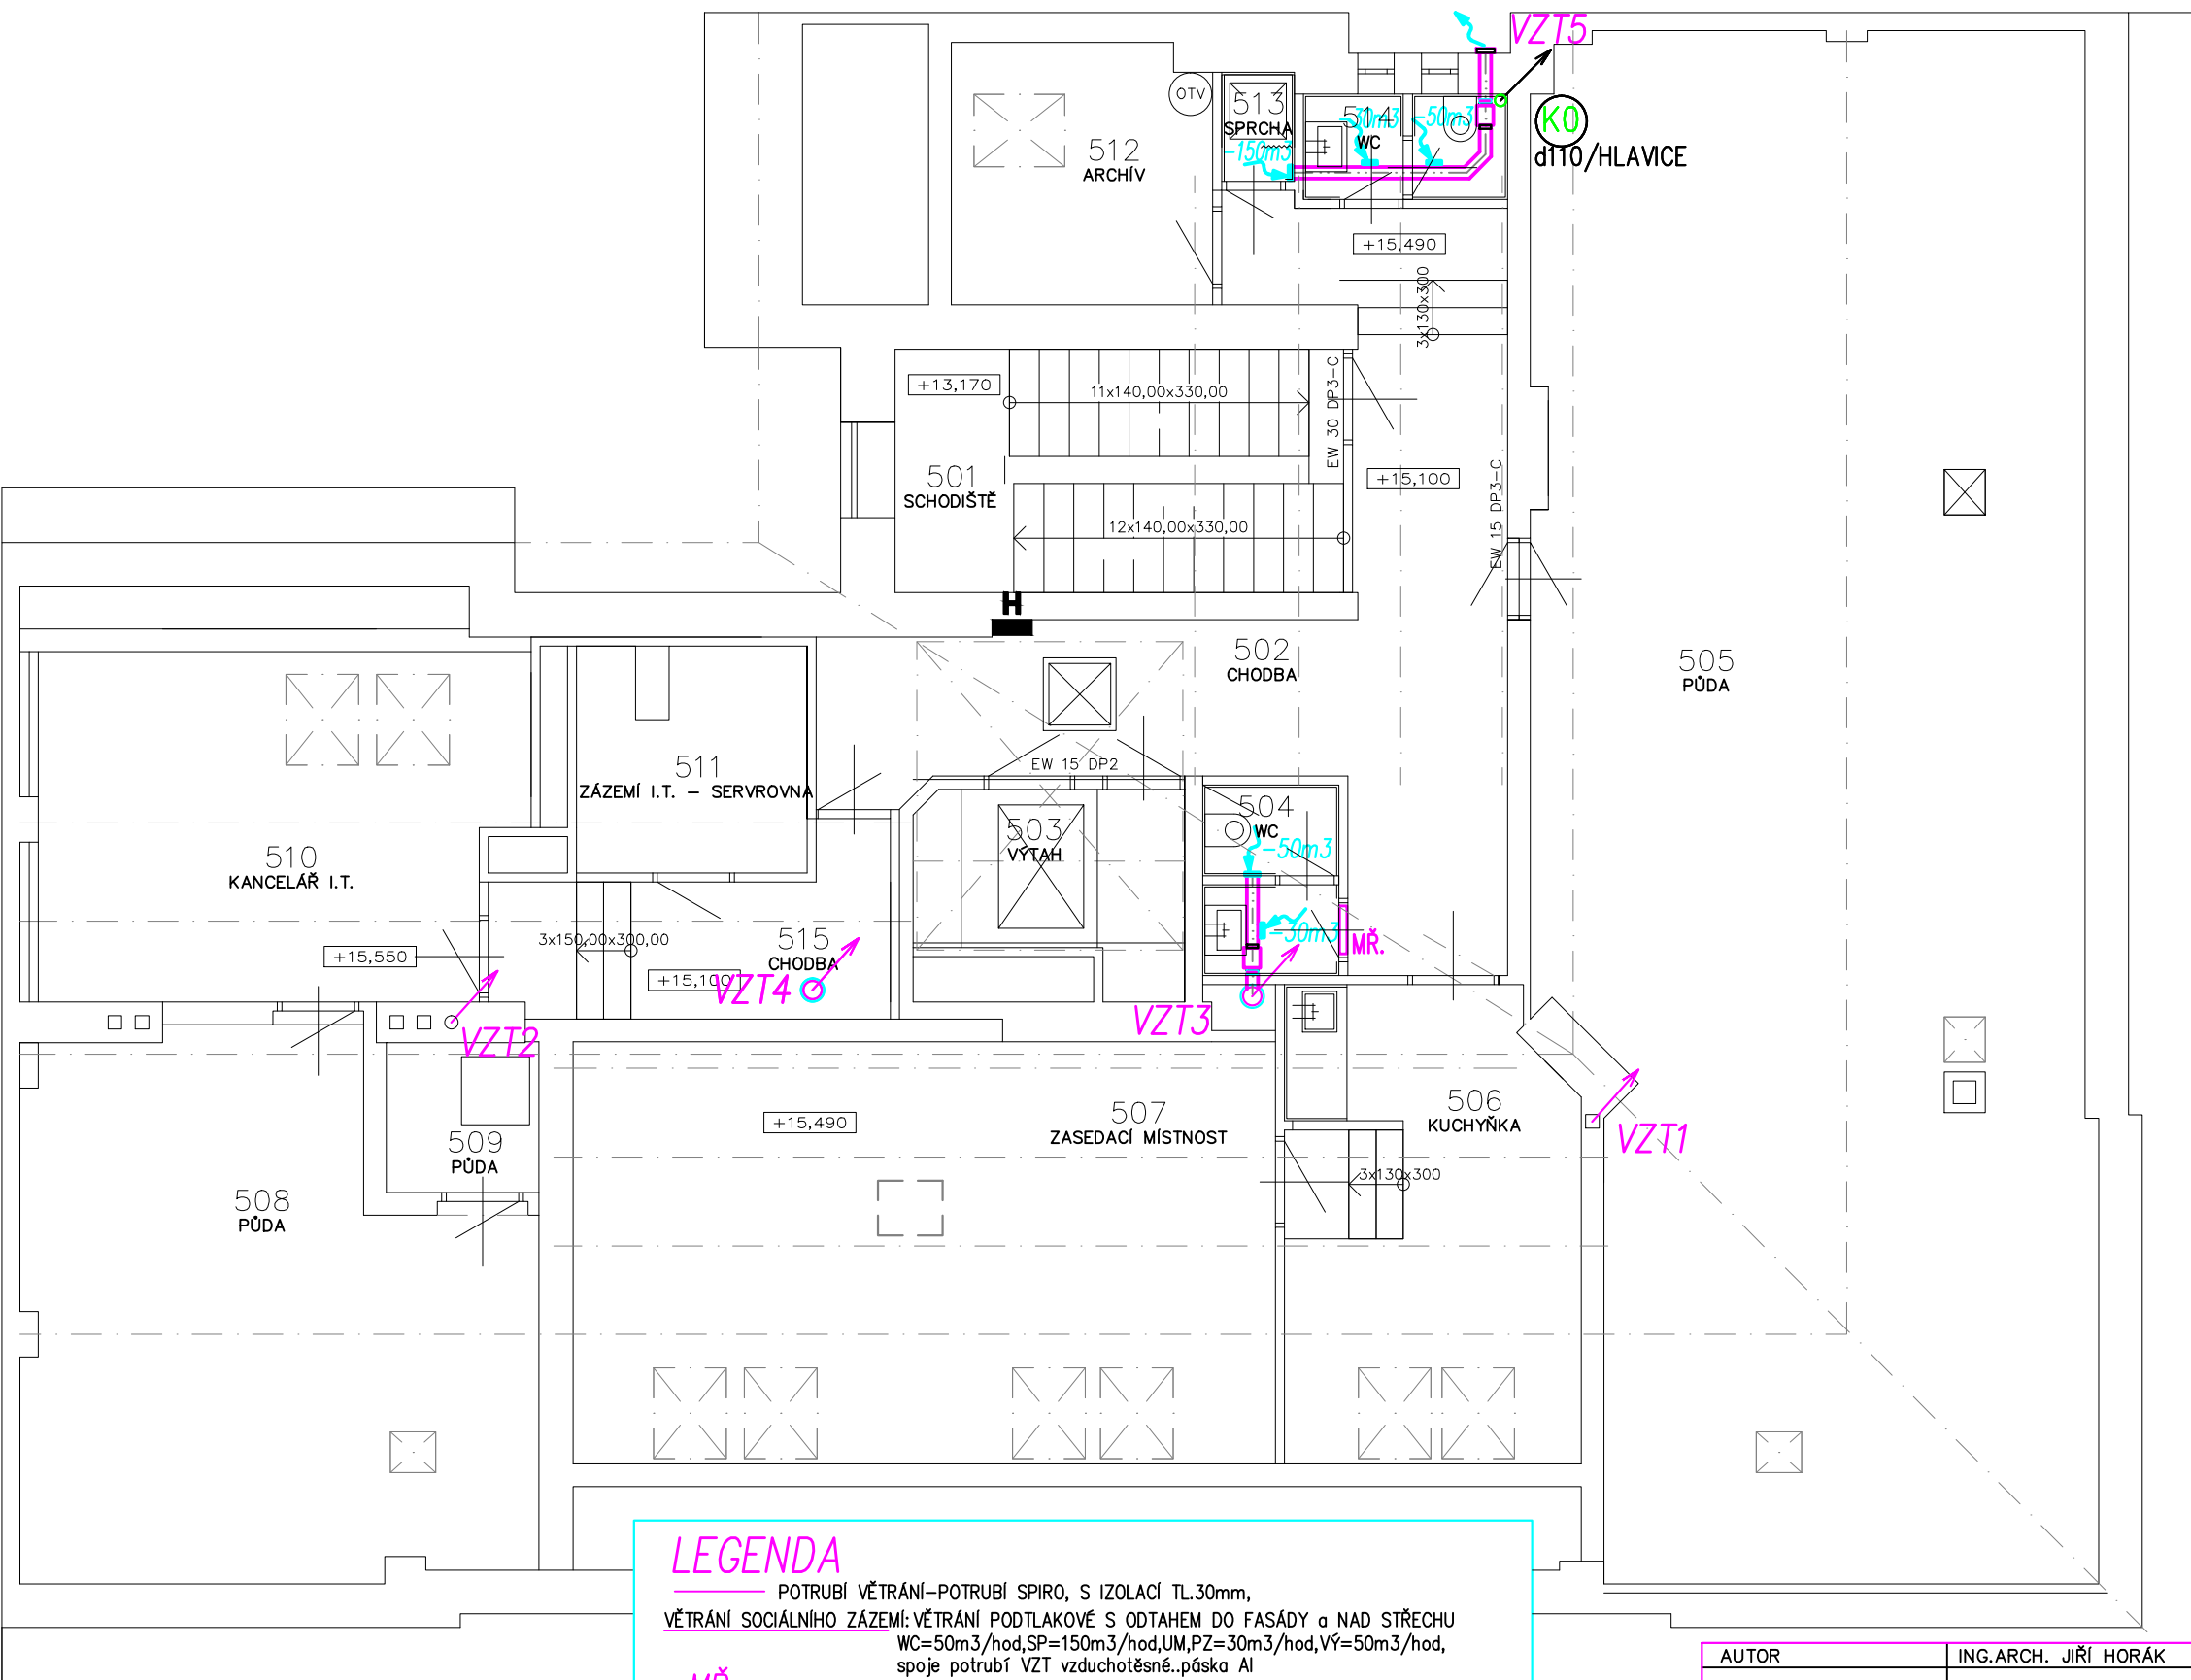 VZT5
OTV
513
SPRCHA
-150m3
514
WC
-30m3
-50m3
K0
d110/HLAVICE
512
ARCHÍV
+15,490
3x130x300
+13,170
11x140,00x330,00
EW 30 DP3-C
501
SCHODIŠTĚ
+15,100
EW 15 DP3-C
12x140,00x330,00
H
502
CHODBA
505
PŮDA
511
ZÁZEMÍ I.T. – SERVROVNA
EW 15 DP2
503
VÝTAH
504
WC
-50m3
-30m3
MŘ.
510
KANCELÁŘ I.T.
3x150,00x300,00
515
CHODBA
+15,550
+15,100
VZT4
VZT3
VZT2
507
ZASEDACÍ MÍSTNOST
+15,490
506
KUCHYŇKA
VZT1
509
PŮDA
508
PŮDA
3x130x300
LEGENDA
POTRUBÍ VĚTRÁNÍ-POTRUBÍ SPIRO, S IZOLACÍ TL.30mm,
VĚTRÁNÍ SOCIÁLNÍHO ZÁZEMÍ: VĚTRÁNÍ PODTLAKOVÉ S ODTAHEM DO FASÁDY a NAD STŘECHU
WC=50m3/hod,SP=150m3/hod,UM,PZ=30m3/hod,VÝ=50m3/hod,
spoje potrubí VZT vzduchotěsné..páska Al
MŘ
AUTOR
ING.ARCH. JIŘÍ HORÁK